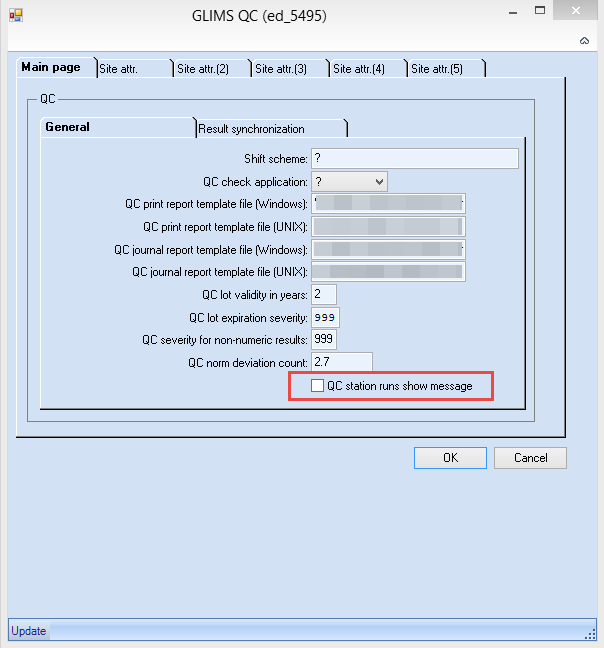 GLIMS QC (ed_5495)
Main page Site attr. Site attr.(2) Site attr.(3) Site attr.(4) Site attr.(5)
QC
General Result synchronization
Shift scheme: ?
QC check application: ?
QC print report template file (Windows):
QC print report template file (UNIX):
QC journal report template file (Windows):
QC journal report template file (UNIX):
QC lot validity in years: 2
QC lot expiration severity: 999
QC severity for non-numeric results: 999
QC norm deviation count: 2.7
QC station runs show message
OK Cancel
Update